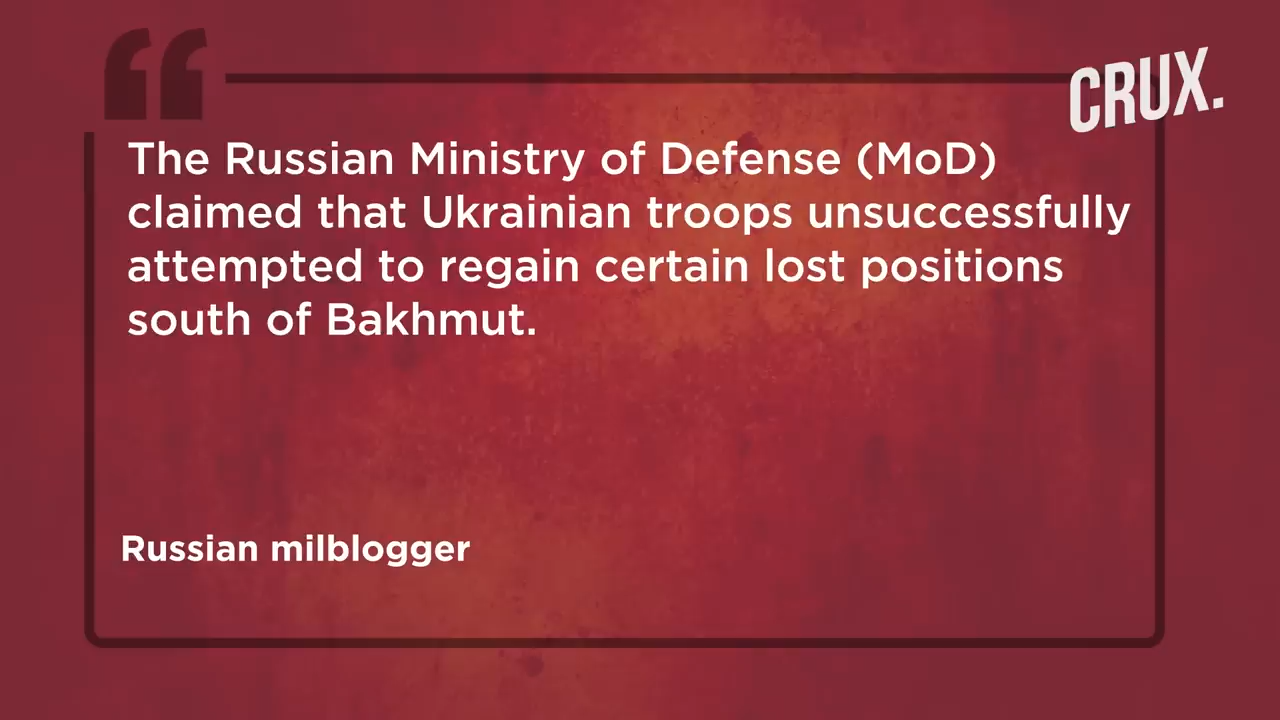 CRUX.
The Russian Ministry of Defense (MoD)
claimed that Ukrainian troops unsuccessfully
attempted to regain certain lost positions
south of Bakhmut.
Russian milblogger